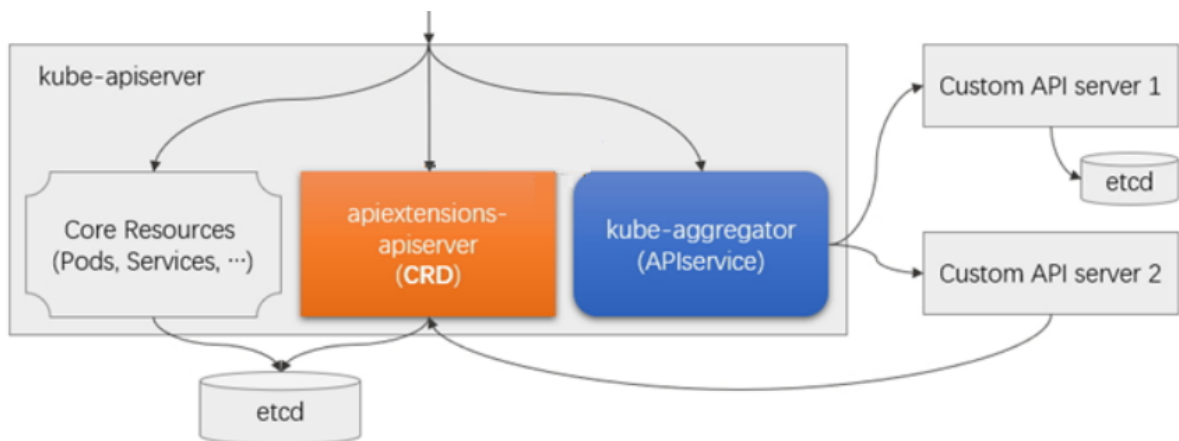 kube-apiserver
Core Resources
(Pods, Services, ···)
apiextensions-
apiserver
(CRD)
kube-aggregator
(APIservice)
Custom API server 1
etcd
Custom API server 2
etcd